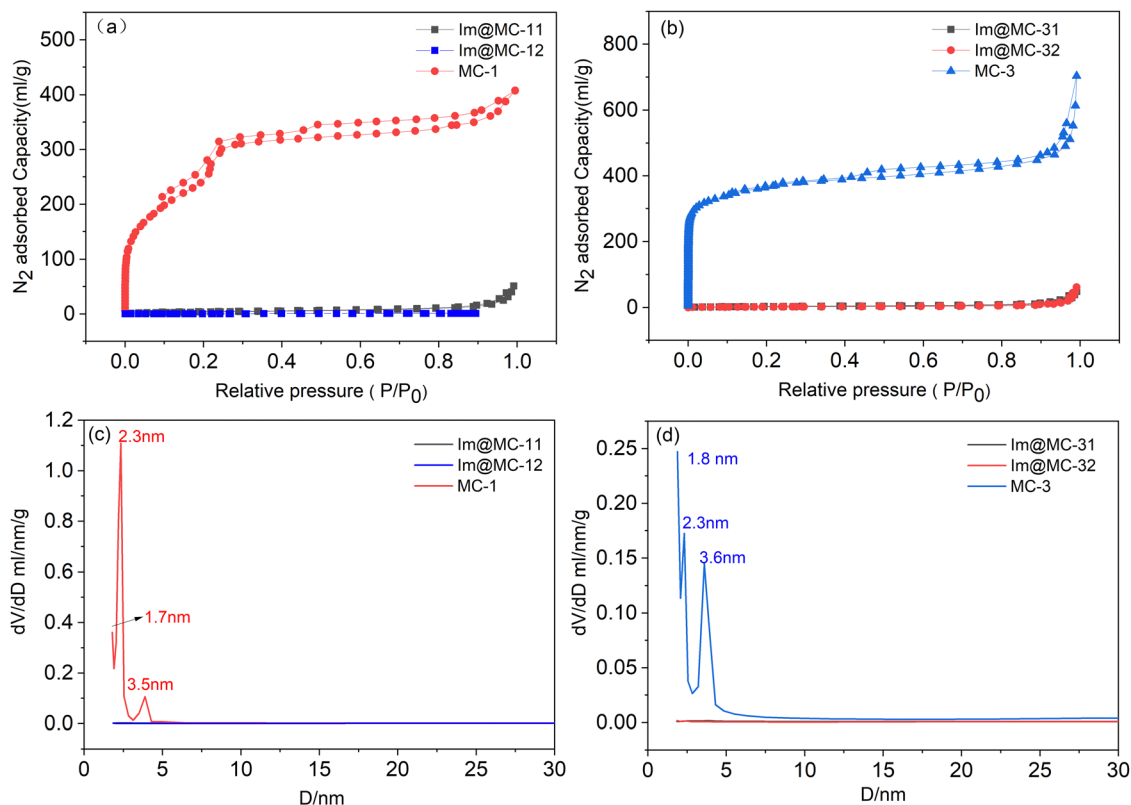 (a)
Im@MC-11
Im@MC-12
MC-1
N2 adsorbed Capacity(ml/g)
500
400
300
200
100
0
0.0 0.2 0.4 0.6 0.8 1.0
Relative pressure ( P/P0)
(b)
Im@MC-31
Im@MC-32
MC-3
N2 adsorbed Capacity(ml/g)
800
600
400
200
0
0.0 0.2 0.4 0.6 0.8 1.0
Relative pressure ( P/P0)
(c)
2.3nm
Im@MC-11
Im@MC-12
MC-1
1.7nm
3.5nm
dV/dD ml/nm/g
1.2
1.0
0.8
0.6
0.4
0.2
0.0
0 5 10 15 20 25 30
D/nm
(d)
1.8 nm
2.3nm
3.6nm
Im@MC-31
Im@MC-32
MC-3
dV/dD ml/nm/g
0.25
0.20
0.15
0.10
0.05
0.00
0 5 10 15 20 25 30
D/nm